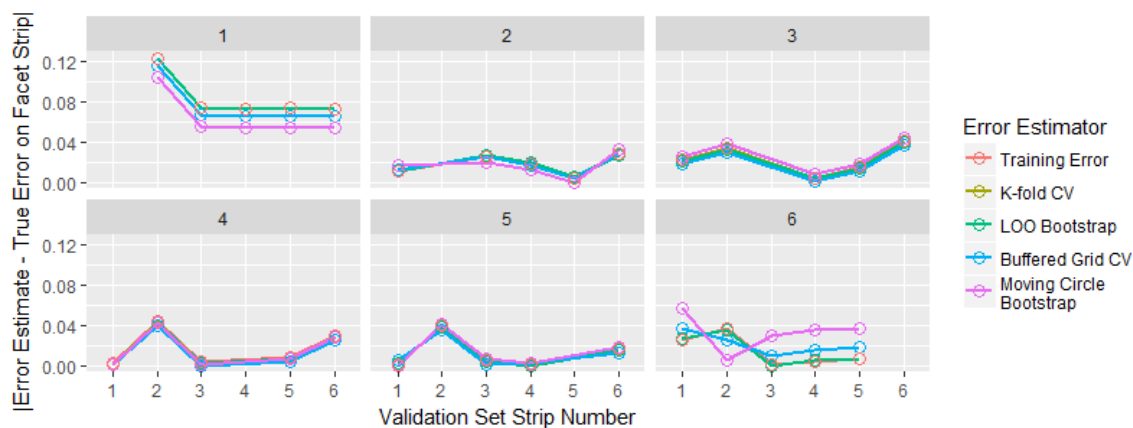 |Error Estimate - True Error on Facet Strip|
1
2
3
0.12
0.08
0.04
0.00
4
5
6
0.12
0.08
0.04
0.00
1 2 3 4 5 6
1 2 3 4 5 6
1 2 3 4 5 6
Validation Set Strip Number
Error Estimator
Training Error
K-fold CV
LOO Bootstrap
Buffered Grid CV
Moving Circle
Bootstrap